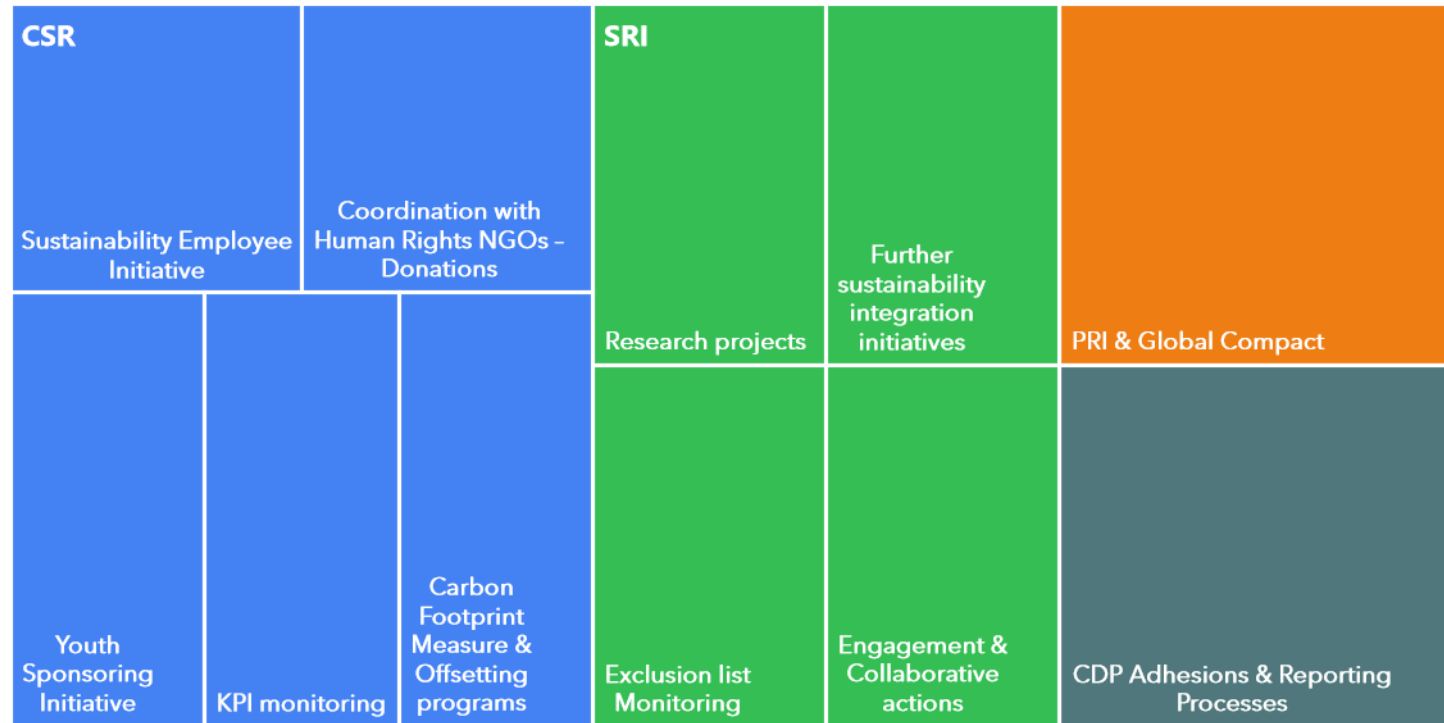 CSR
Sustainability Employee
Initiative
Coordination with
Human Rights NGOs –
Donations
Youth
Sponsoring
Initiative
KPI monitoring
Carbon
Footprint
Measure &
Offsetting
programs
SRI
Research projects
Further
sustainability
integration
initiatives
Exclusion list
Monitoring
Engagement &
Collaborative
actions
PRI & Global Compact
CDP Adhesions & Reporting
Processes